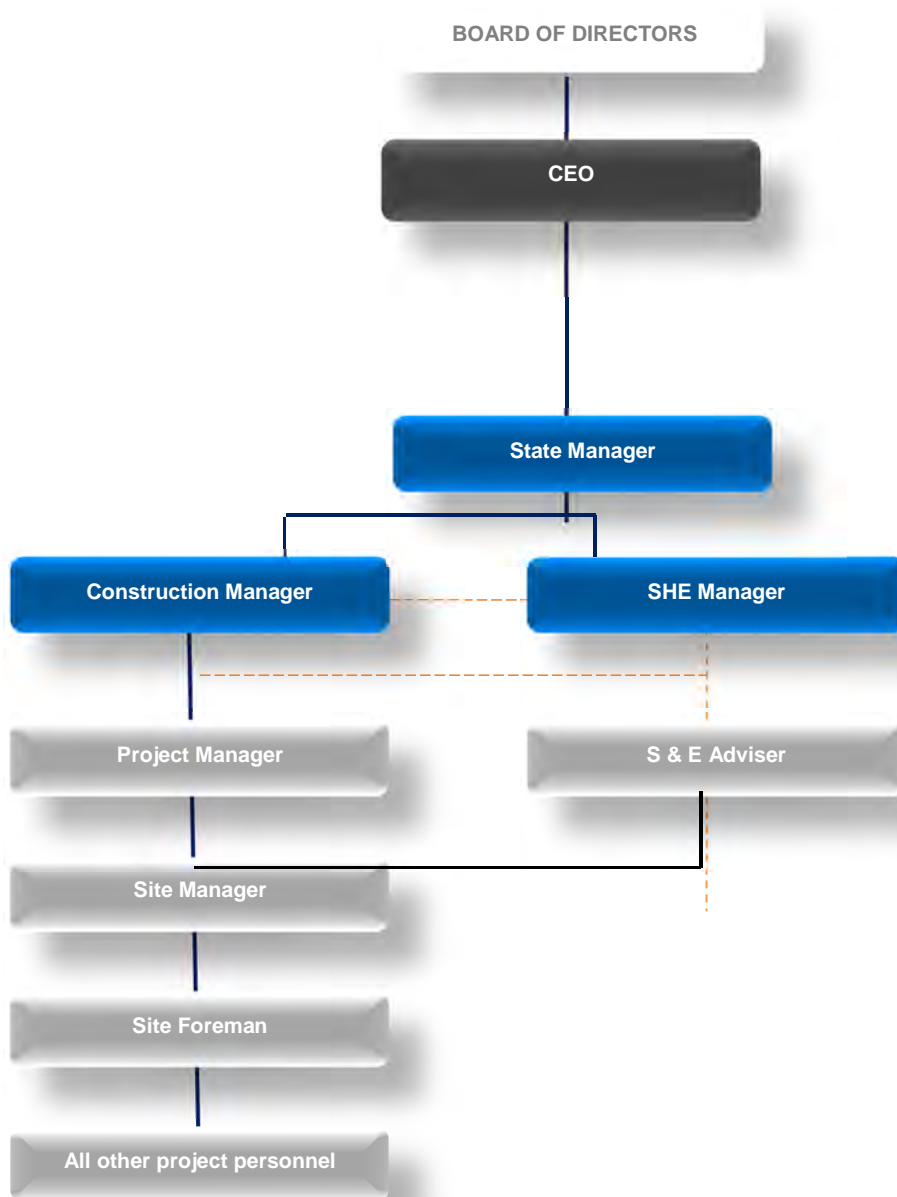 BOARD OF DIRECTORS
CEO
State Manager
Construction Manager
SHE Manager
Project Manager
S & E Adviser
Site Manager
Site Foreman
All other project personnel